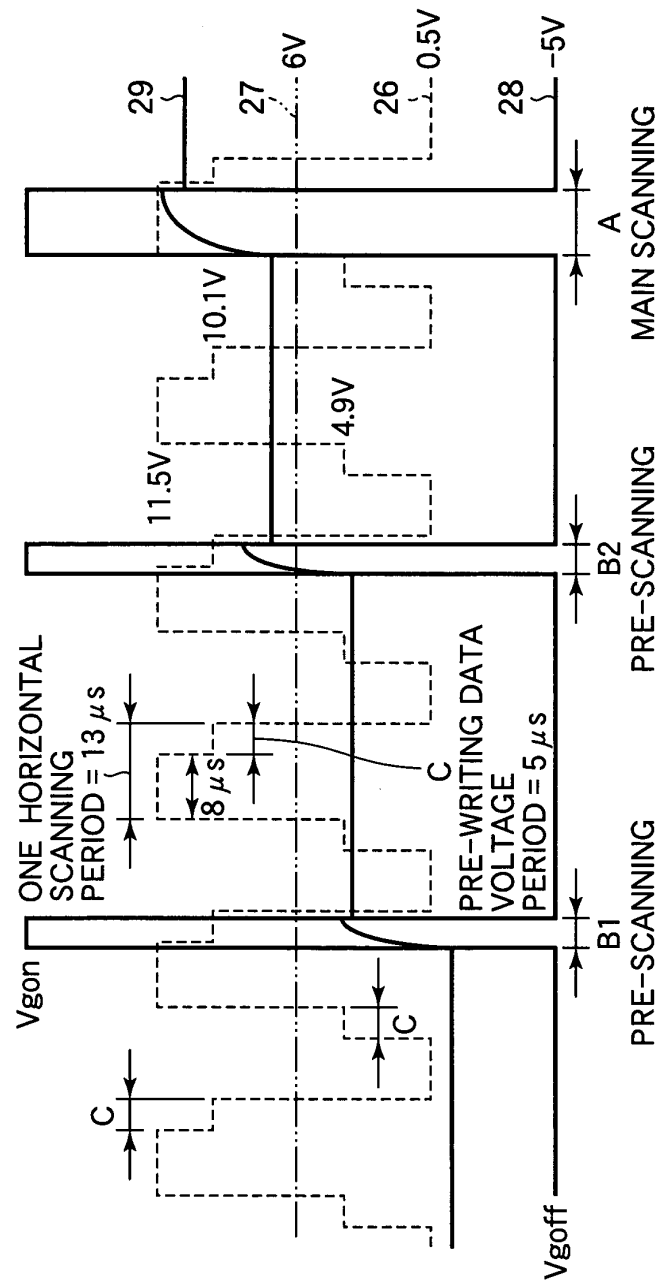 Vgon
ONE HORIZONTAL
SCANNING
PERIOD = 13 μs
11.5V
10.1V
29
27
6V
4.9V
26
0.5V
28
-5V
C
C
8 μs
C
PRE-WRITING DATA
VOLTAGE
PERIOD = 5 μs
Vgoff
B1
B2
A
PRE-SCANNING
PRE-SCANNING
MAIN SCANNING